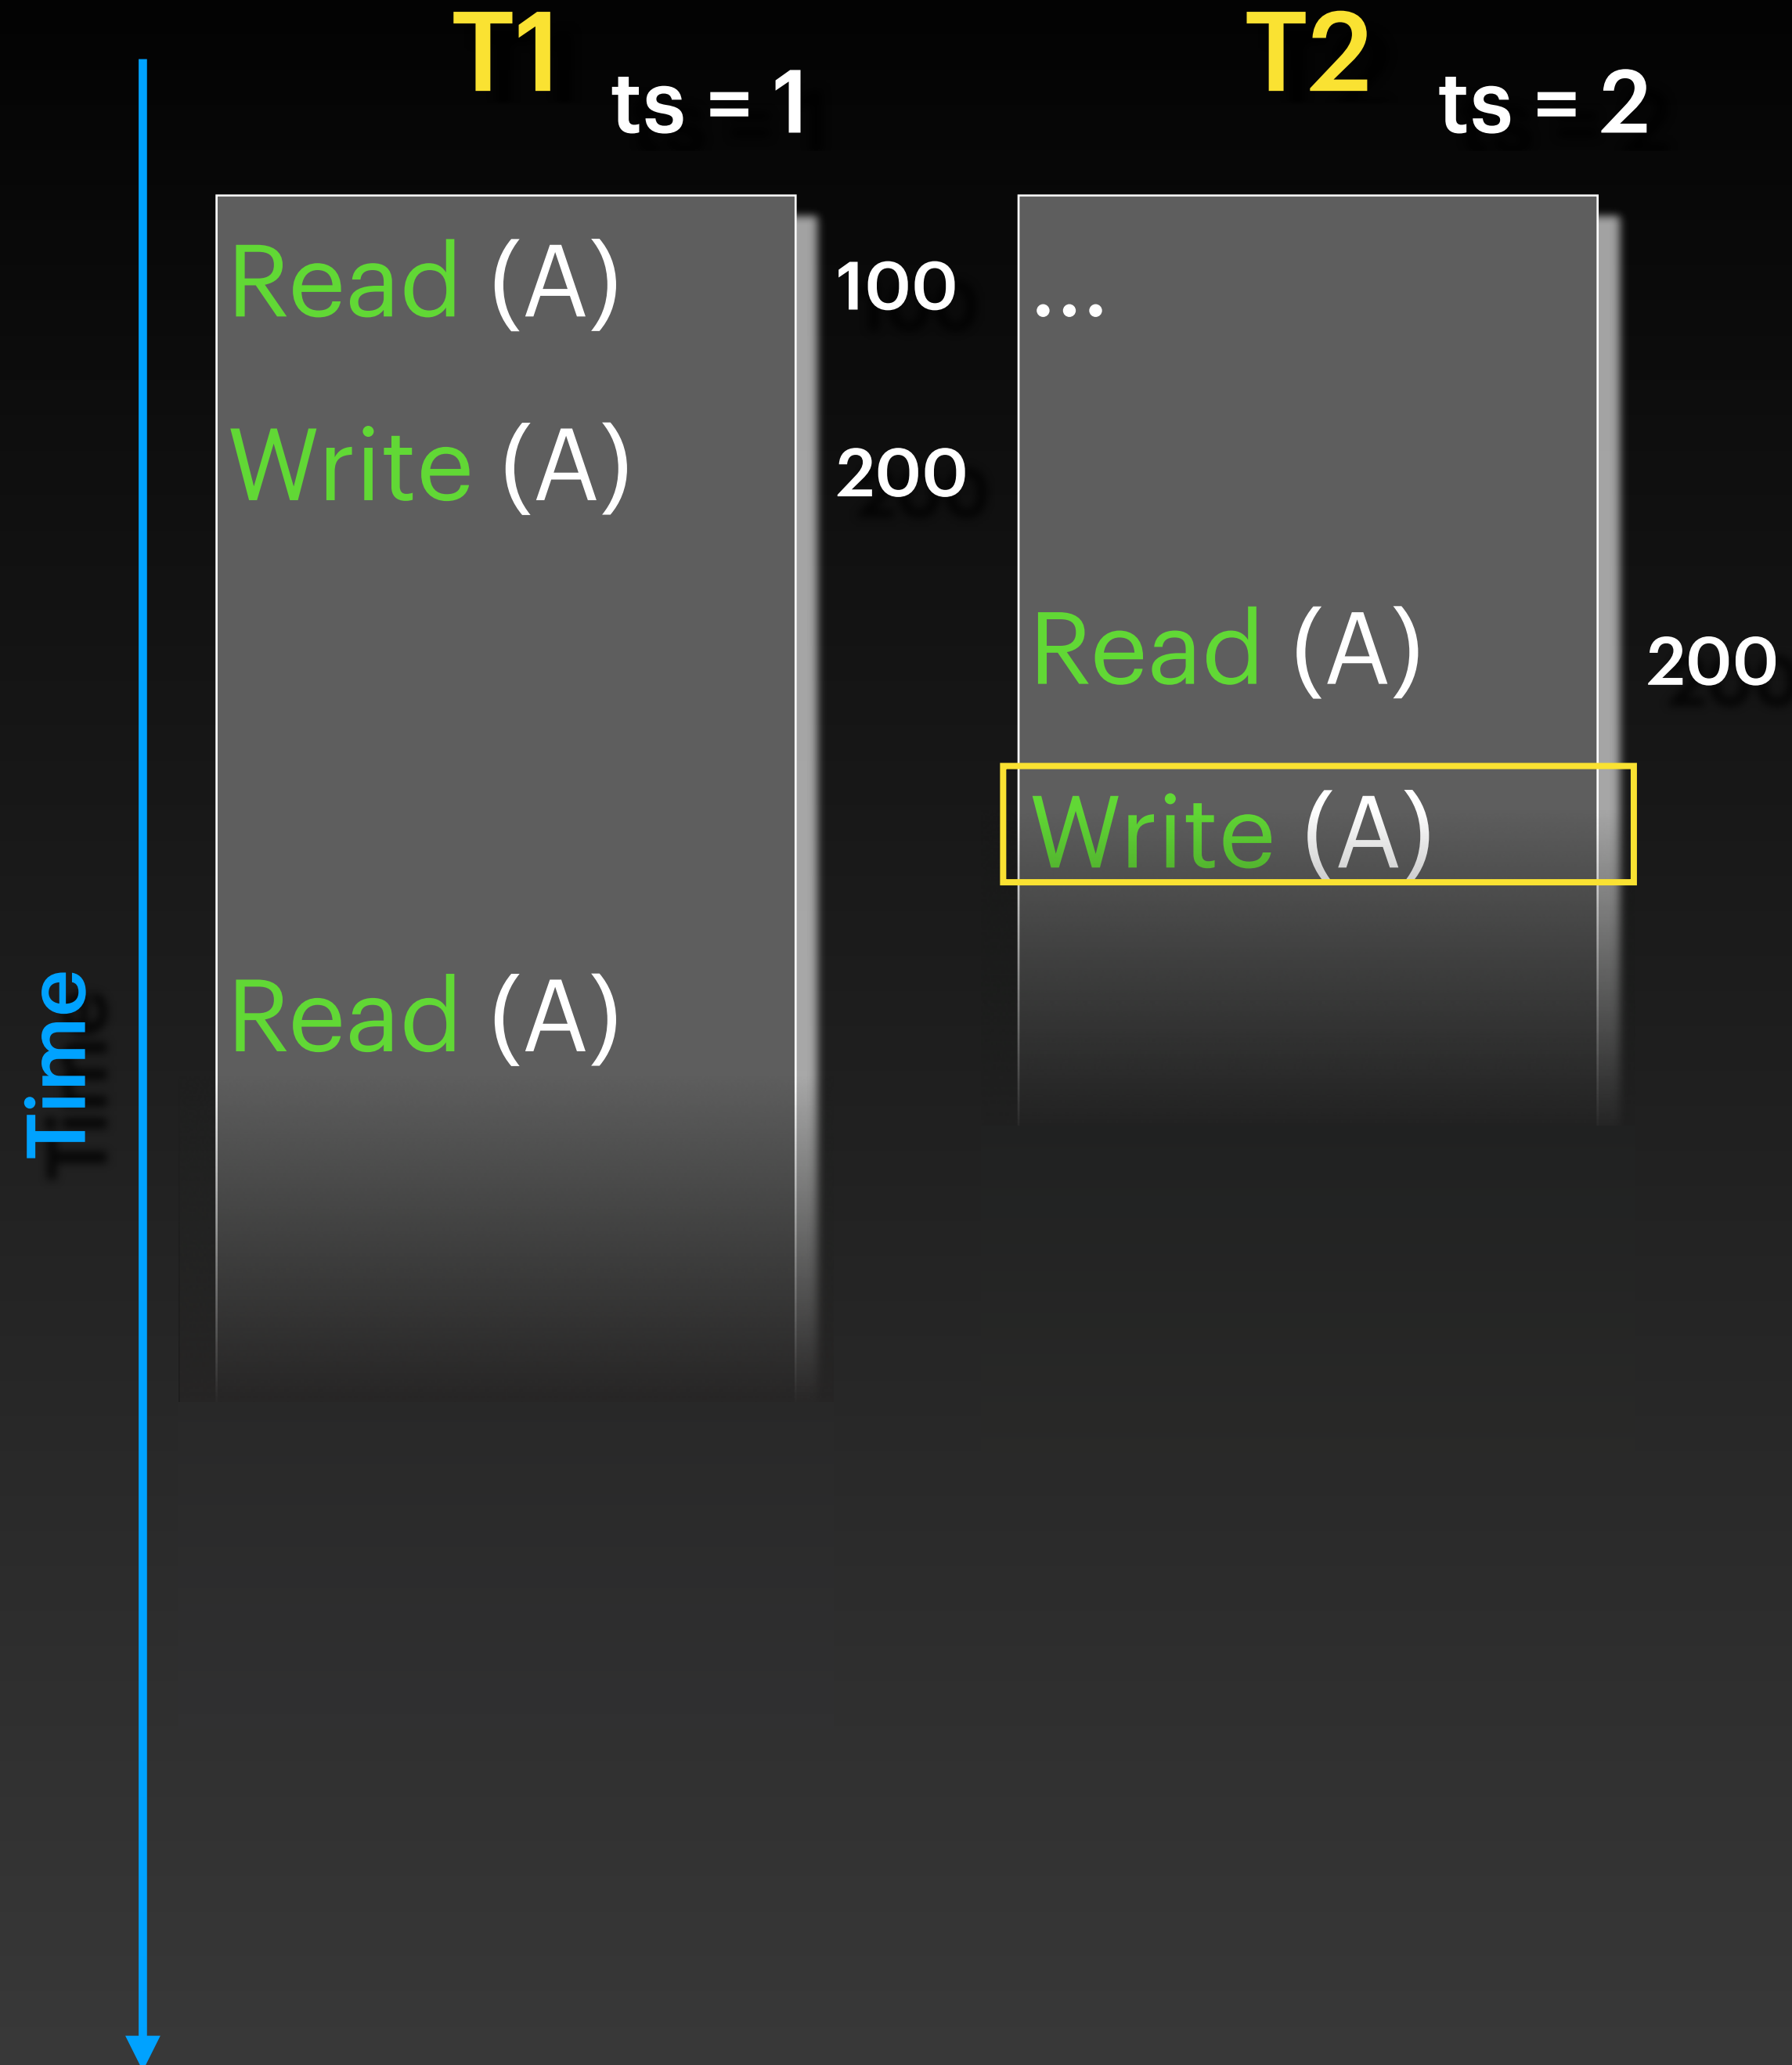 T1 ts = 1
T2 ts = 2
Read (A) 100
...
Write (A) 200
Read (A) 200
Write (A)
Read (A)
Time